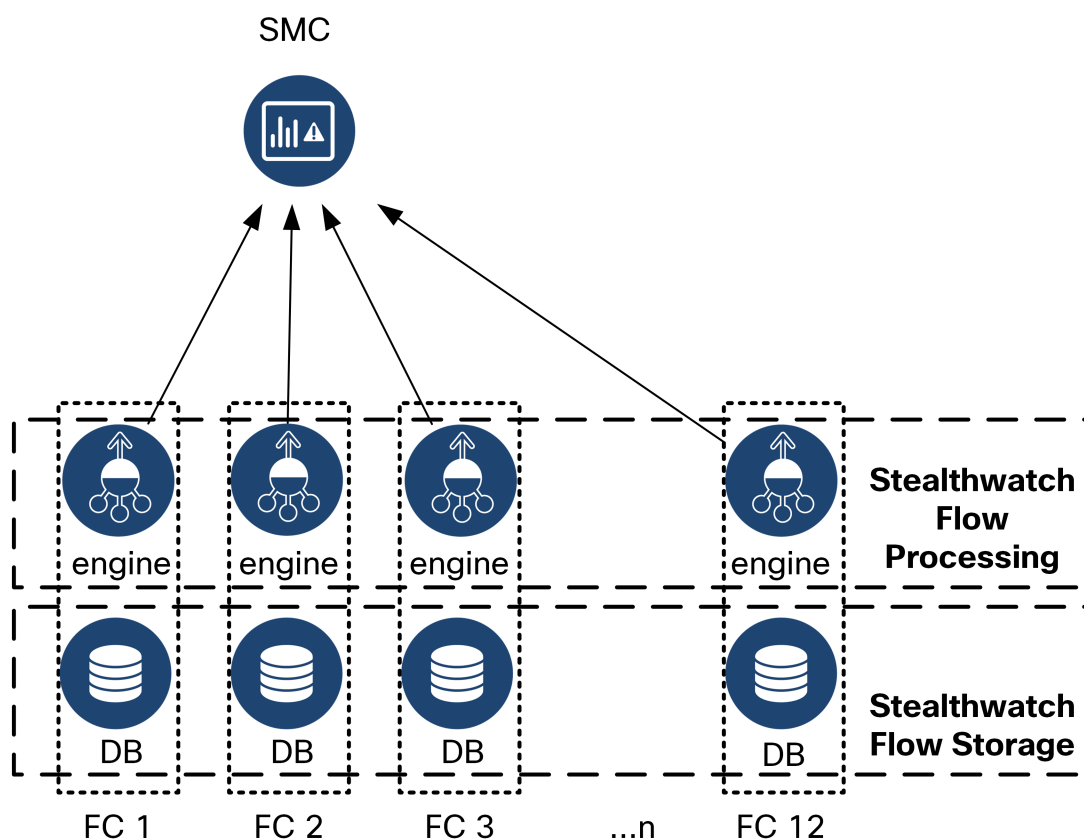 SMC
engine
engine
engine
engine
Stealthwatch
Flow
Processing
DB
DB
DB
DB
Stealthwatch
Flow Storage
FC 1
FC 2
FC 3
...n
FC 12